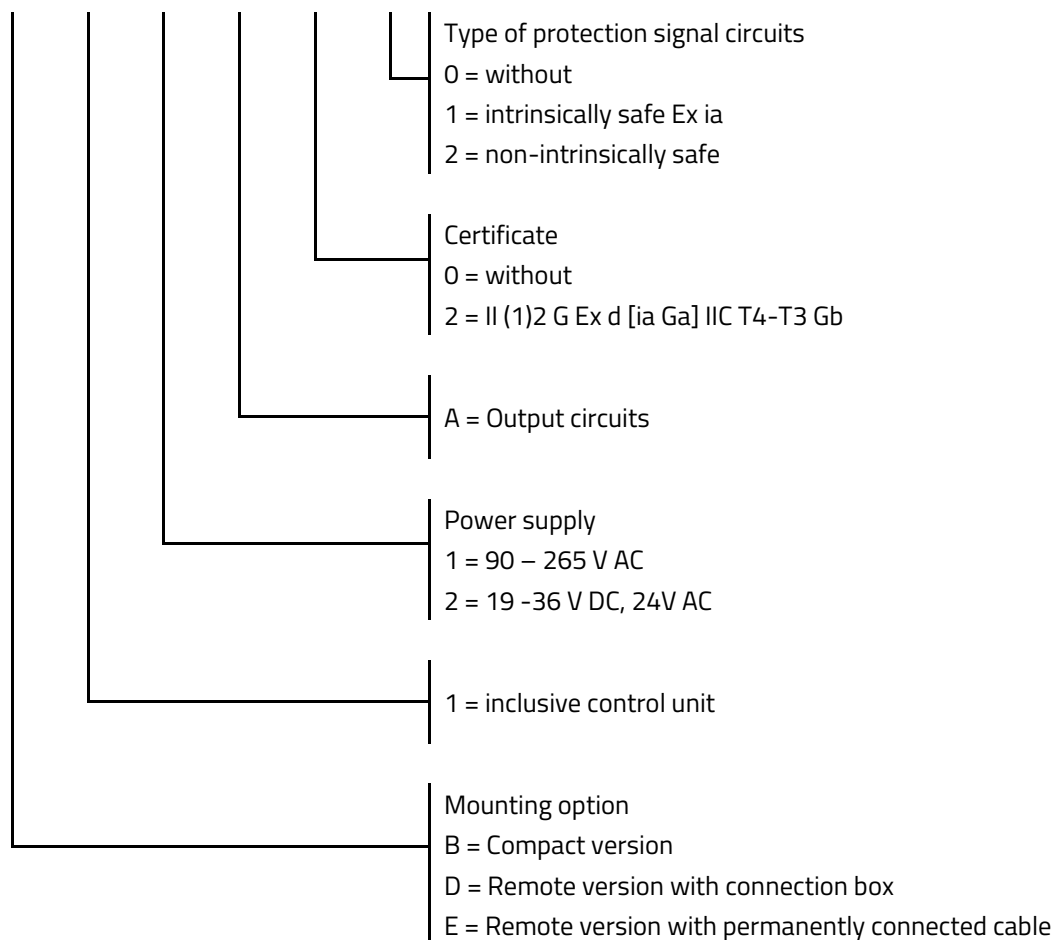 Type of protection signal circuits
0 = without
1 = intrinsically safe Ex ia
2 = non-intrinsically safe
Certificate
0 = without
2 = II (1)2 G Ex d [ia Ga] IIC T4-T3 Gb
A = Output circuits
Power supply
1 = 90 – 265 V AC
2 = 19 -36 V DC, 24V AC
1 = inclusive control unit
Mounting option
B = Compact version
D = Remote version with connection box
E = Remote version with permanently connected cable